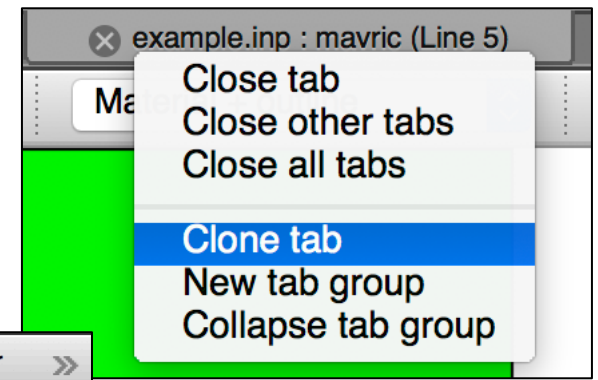 example.inp : mavric (Line 5)
Close tab
Close other tabs
Close all tabs
Clone tab
New tab group
Collapse tab group